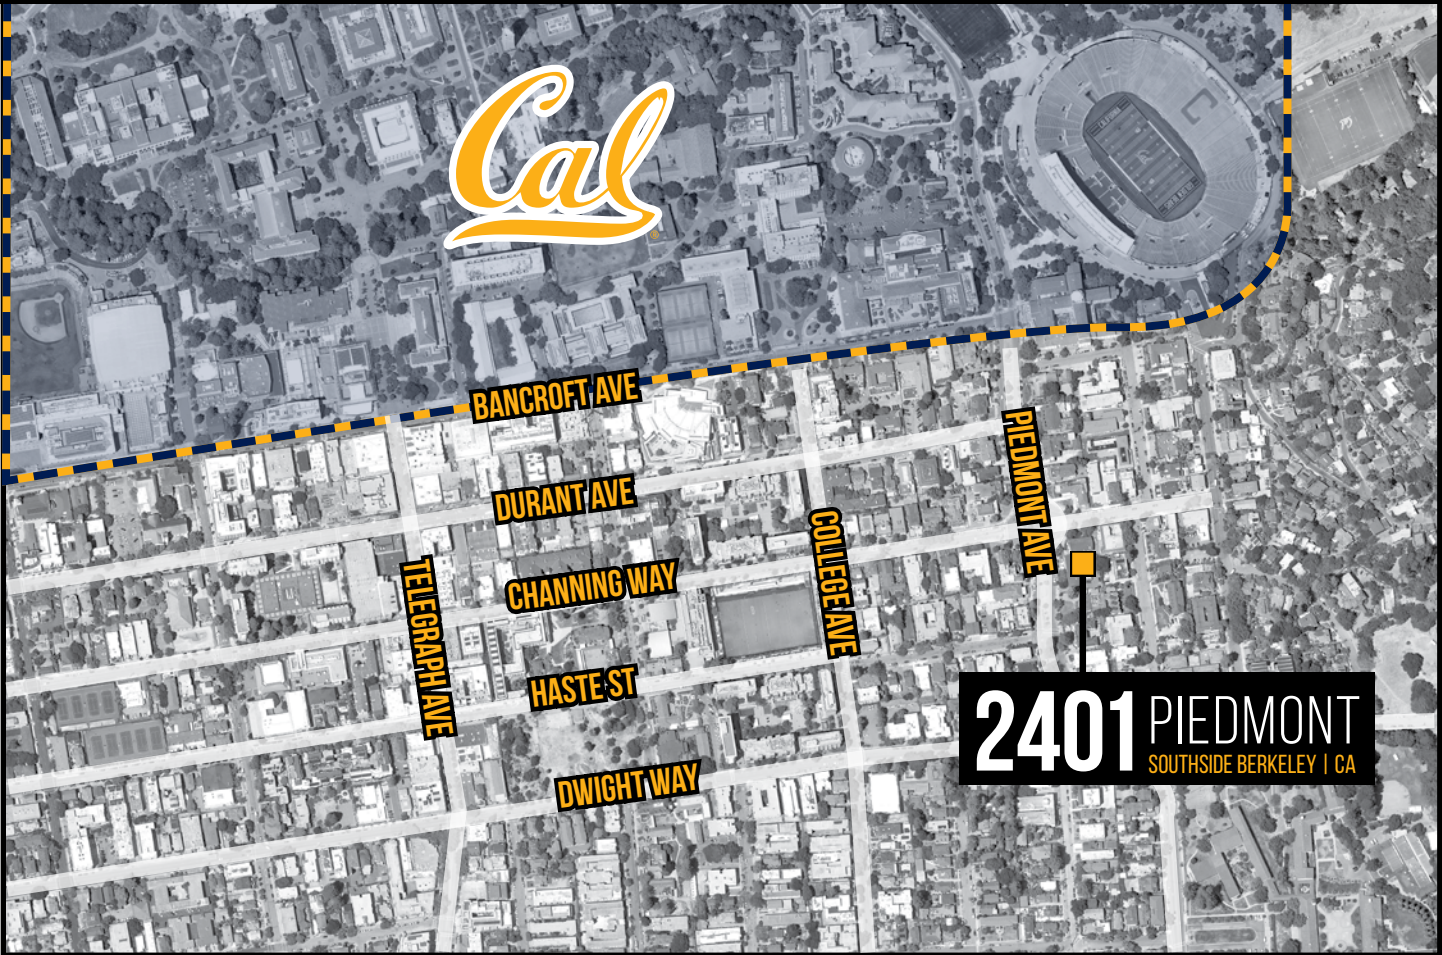 Cal
BANCROFT AVE
DURANT AVE
PIEDMONT AVE
COLLEGE AVE
CHANNING WAY
TELEGRAPH AVE
HASTE ST
DWIGHT WAY
2401 PIEDMONT
SOUTHSIDE BERKELEY | CA